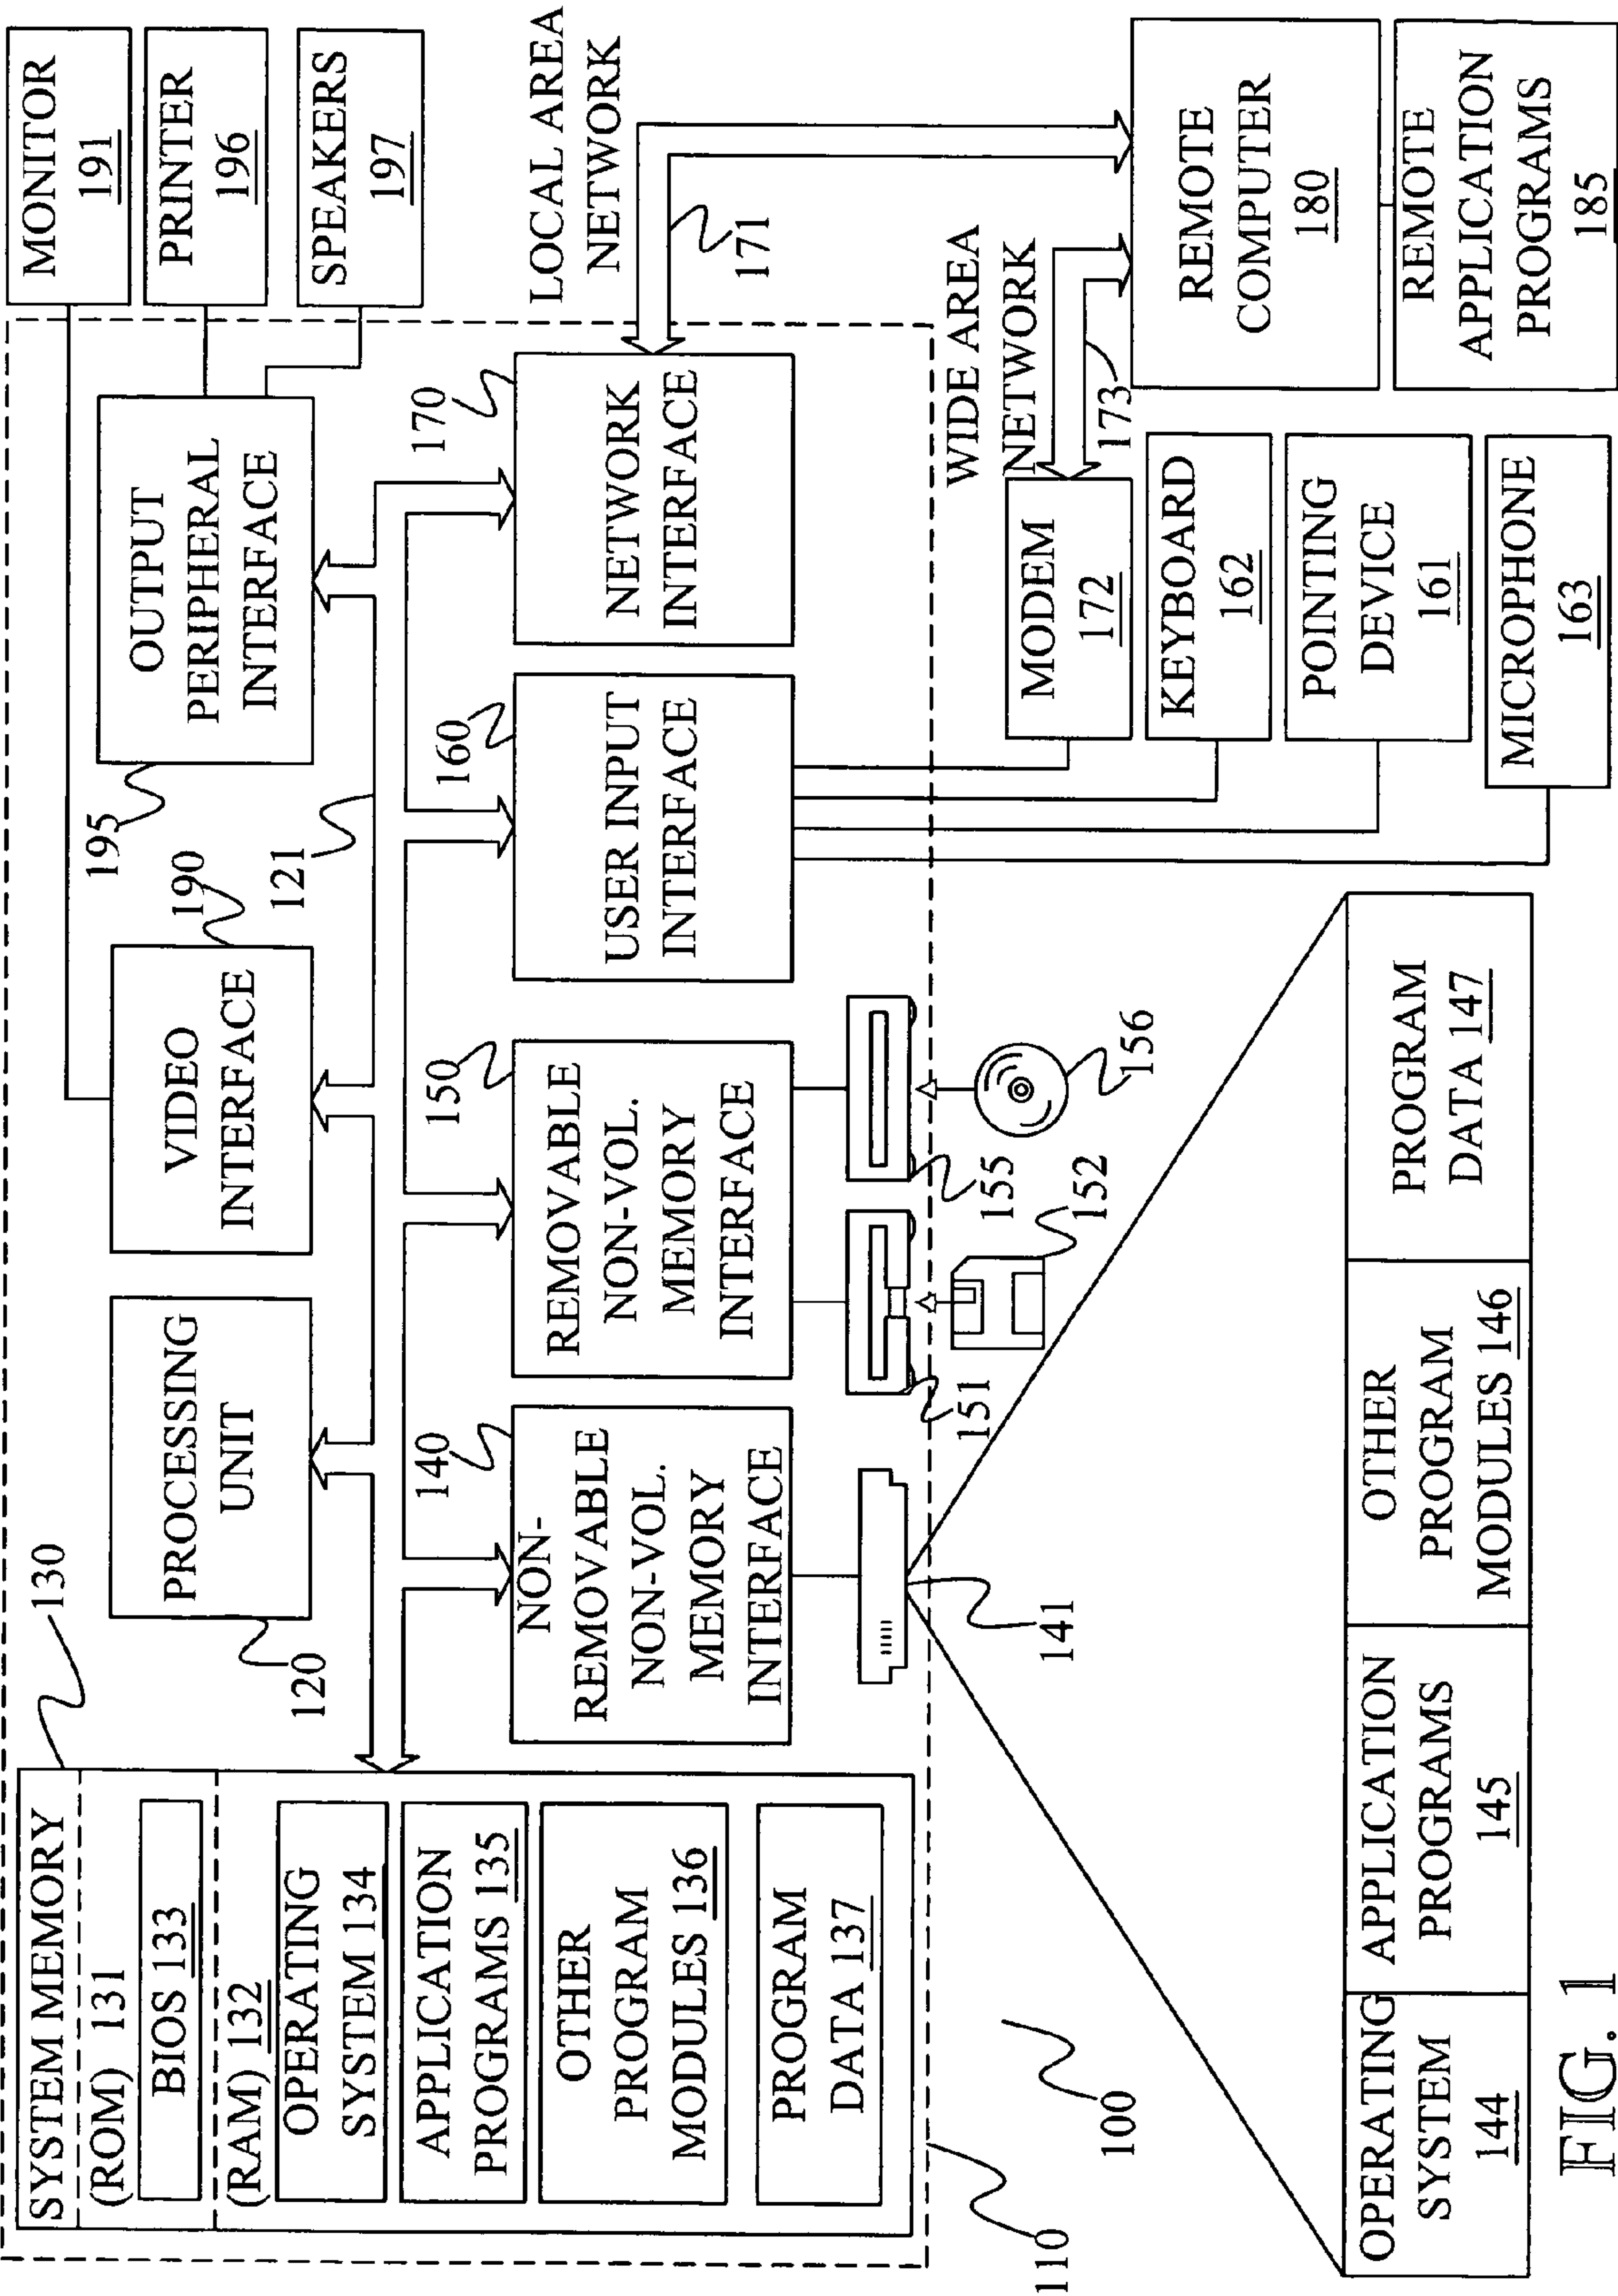 SYSTEM MEMORY
(ROM) 131
BIOS 133
(RAM) 132
OPERATING
SYSTEM 134
APPLICATION
PROGRAMS 135
OTHER
PROGRAM
MODULES 136
PROGRAM
DATA 137
130
PROCESSING
UNIT
120
VIDEO
INTERFACE
190
OUTPUT
PERIPHERAL
INTERFACE
195
121
MONITOR
191
PRINTER
196
SPEAKERS
197
NON-
REMOVABLE
NON-VOL.
MEMORY
INTERFACE
140
REMOVABLE
NON-VOL.
MEMORY
INTERFACE
150
USER INPUT
INTERFACE
160
NETWORK
INTERFACE
170
LOCAL AREA
NETWORK
171
141
151
152
155
156
WIDE AREA
NETWORK
173
MODEM
172
KEYBOARD
162
POINTING
DEVICE
161
MICROPHONE
163
REMOTE
COMPUTER
180
REMOTE
APPLICATION
PROGRAMS
185
110
100
OPERATING
SYSTEM
144
APPLICATION
PROGRAMS
145
OTHER
PROGRAM
MODULES 146
PROGRAM
DATA 147
FIG. 1